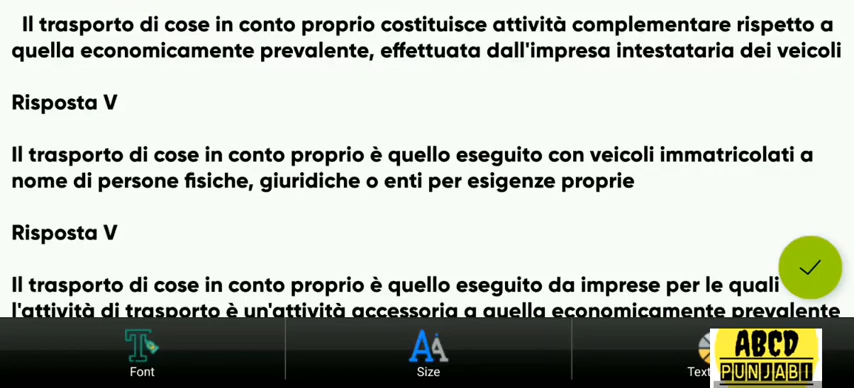 Il trasporto di cose in conto proprio costituisce attività complementare rispetto a
quella economicamente prevalente, effettuata dall'impresa intestataria dei veicoli
Risposta V
Il trasporto di cose in conto proprio è quello eseguito con veicoli immatricolati a
nome di persone fisiche, giuridiche o enti per esigenze proprie
Risposta V
Il trasporto di cose in conto proprio è quello eseguito da imprese per le quali
l'attività di trasporto è un'attività accessoria a quella economicamente prevalente
Font
Size
Text
ABCD
PUNJABI